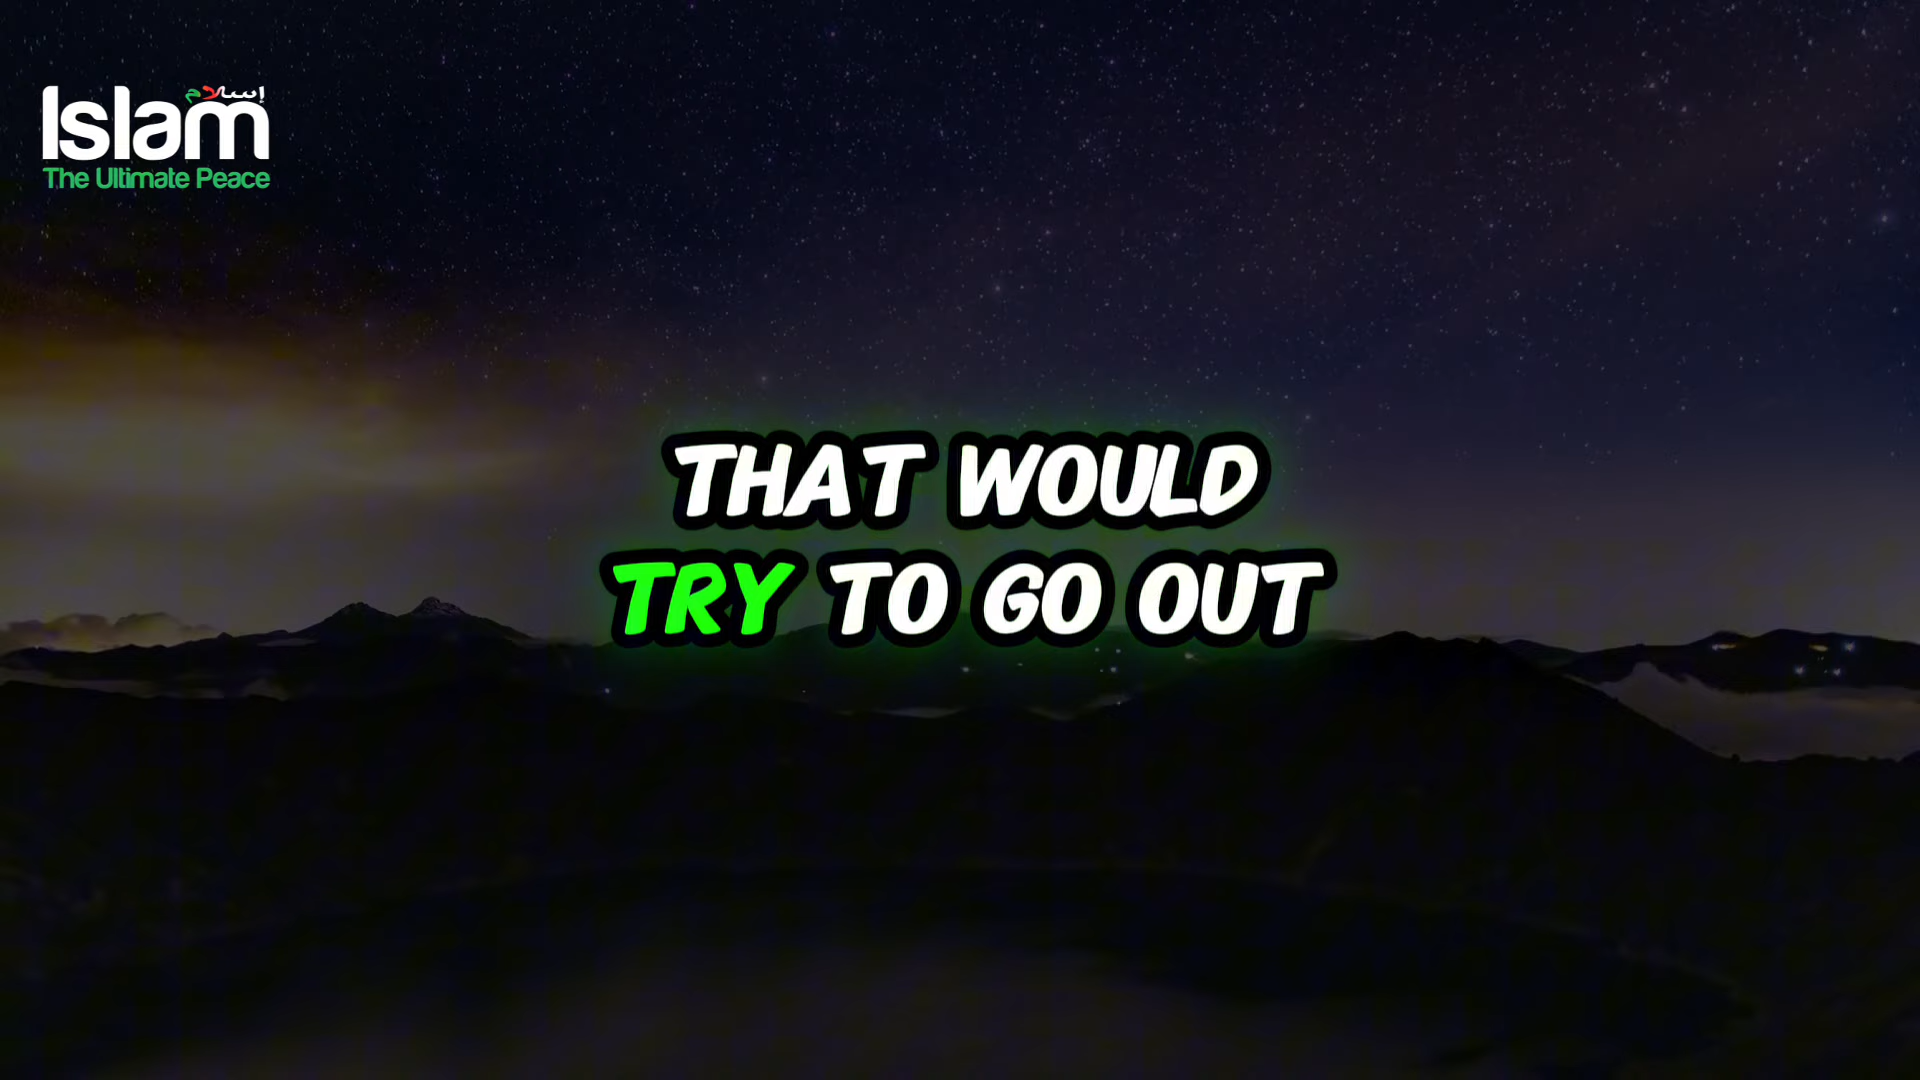 إسلام
Islam
The Ultimate Peace
THAT WOULD
TRY TO GO OUT